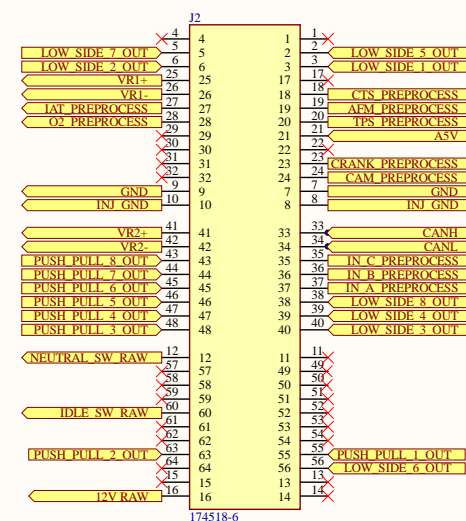 J2
4 4 1 1
LOW_SIDE_7_OUT 5 5 2 2 LOW_SIDE_5_OUT
LOW_SIDE_2_OUT 6 6 3 3 LOW_SIDE_1_OUT
VR1+ 25 25 17 17
VR1- 26 26 18 18 CTS_PREPROCESS
IAT_PREPROCESS 27 27 19 19 AFM_PREPROCESS
O2_PREPROCESS 28 28 20 20 TPS_PREPROCESS
29 29 21 21 A5V
30 30 22 22
31 31 23 23 CRANK_PREPROCESS
32 32 24 24 CAM_PREPROCESS
GND 9 9 7 7 GND
INJ_GND 10 10 8 8 INJ_GND
VR2+ 41 41 33 33 CANH
VR2- 42 42 34 34 CANL
PUSH_PULL_8_OUT 43 43 35 35 IN_C_PREPROCESS
PUSH_PULL_7_OUT 44 44 36 36 IN_B_PREPROCESS
PUSH_PULL_6_OUT 45 45 37 37 IN_A_PREPROCESS
PUSH_PULL_5_OUT 46 46 38 38 LOW_SIDE_8_OUT
PUSH_PULL_4_OUT 47 47 39 39 LOW_SIDE_4_OUT
PUSH_PULL_3_OUT 48 48 40 40 LOW_SIDE_3_OUT
NEUTRAL_SW_RAW 12 12 11 11
57 57 49 49
58 58 50 50
59 59 51 51
IDLE_SW_RAW 60 60 52 52
61 61 53 53
62 62 54 54
PUSH_PULL_2_OUT 63 63 55 55 PUSH_PULL_1_OUT
64 64 56 56 LOW_SIDE_6_OUT
15 15 13 13
12V_RAW 16 16 14 14
174518-6